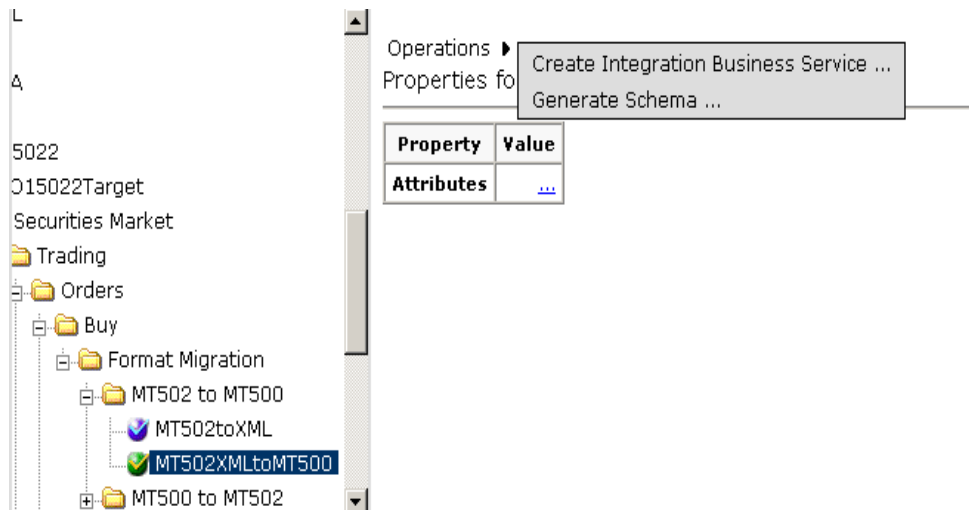 L
A
5022
O15022Target
Securities Market
Trading
Orders
Buy
Format Migration
MT502 to MT500
MT502toXML
MT502XMLtoMT500
MT500 to MT502
Operations
Create Integration Business Service ...
Properties fo
Generate Schema ...
Property Value
Attributes ...